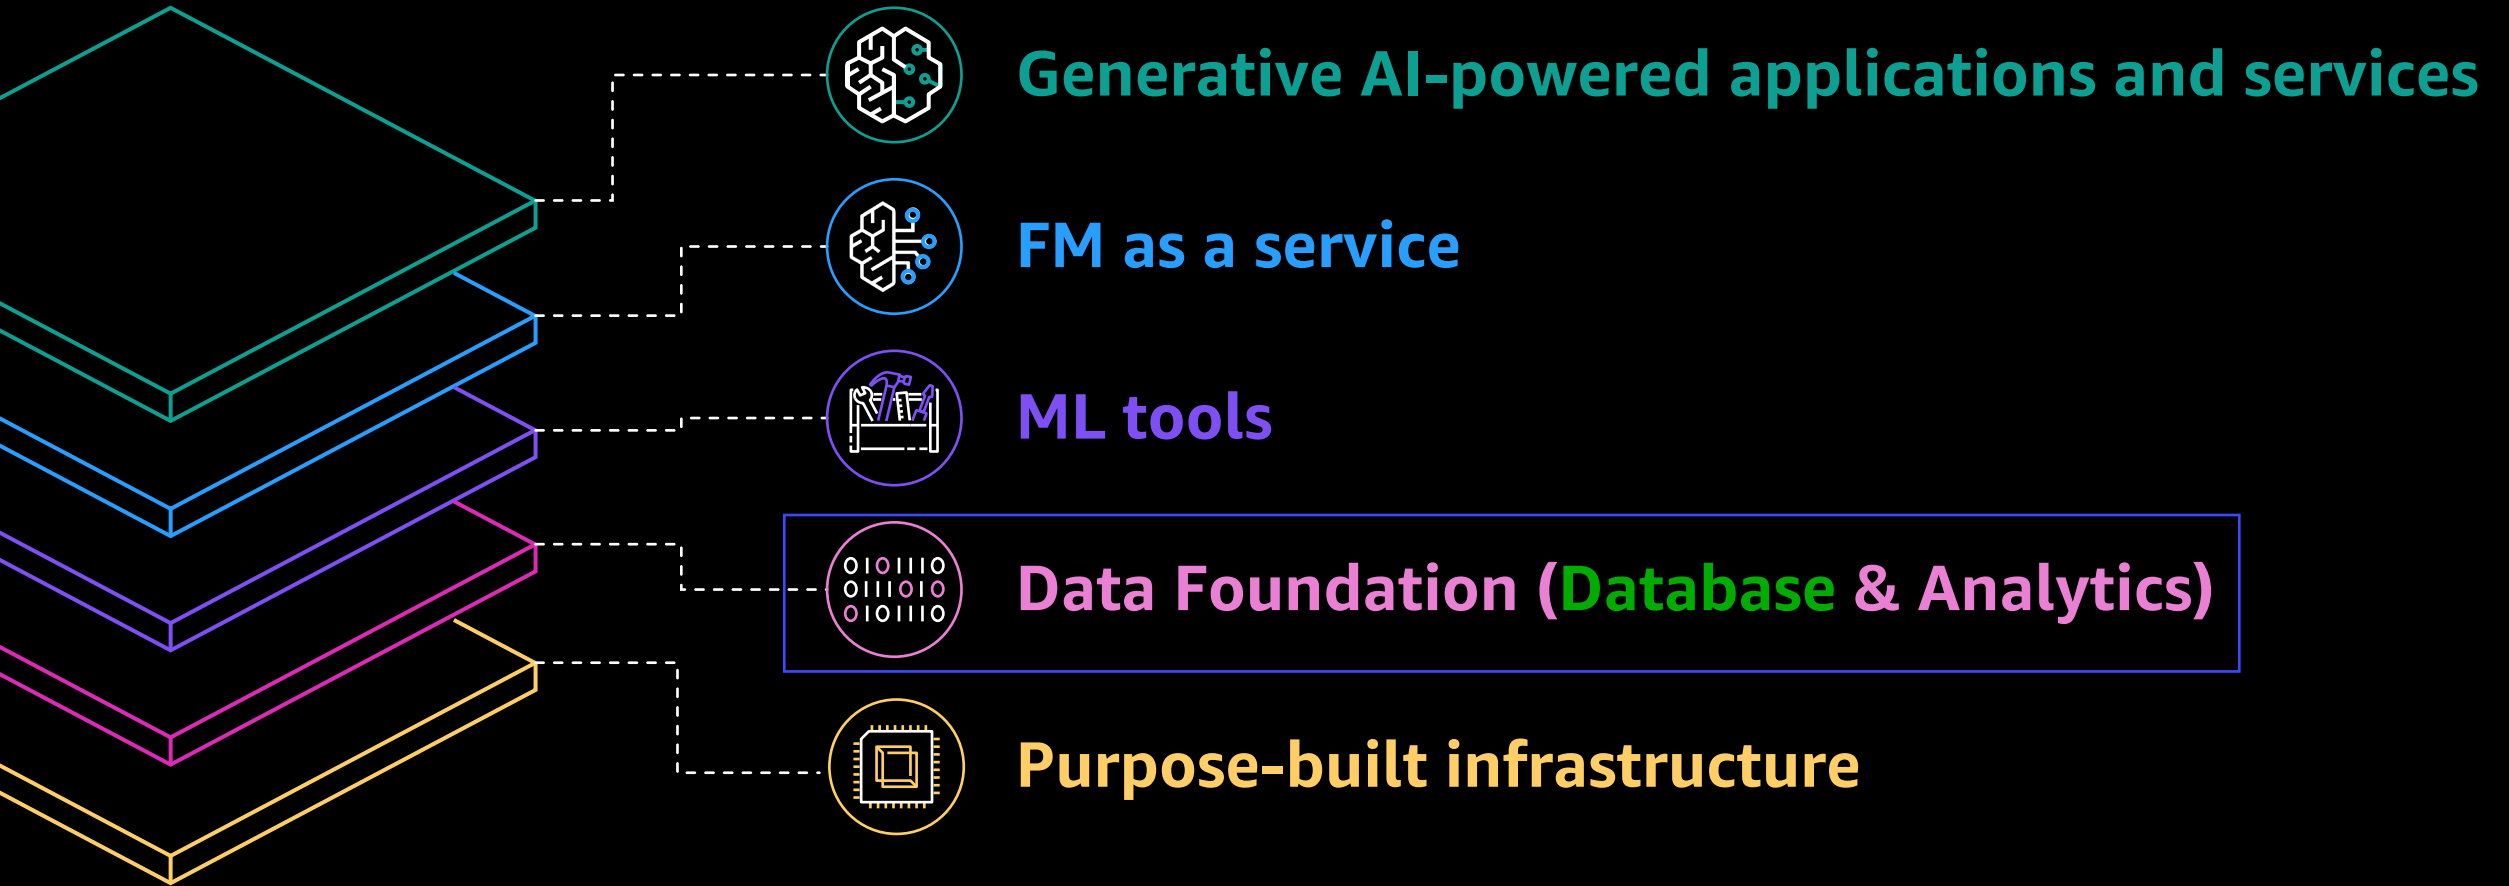 Generative AI-powered applications and services
FM as a service
ML tools
Data Foundation (Database & Analytics)
Purpose-built infrastructure